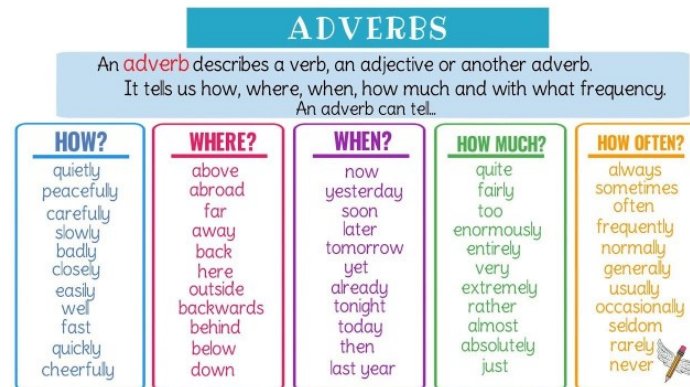 ADVERBS
An adverb describes a verb, an adjective or another adverb.
It tells us how, where, when, how much and with what frequency.
An adverb can tell...
HOW?
quietly
peacefully
carefully
slowly
badly
closely
easily
well
fast
quickly
cheerfully
WHERE?
above
abroad
far
away
back
here
outside
backwards
behind
below
down
WHEN?
now
yesterday
soon
later
tomorrow
yet
already
tonight
today
then
last year
HOW MUCH?
quite
fairly
too
enormously
entirely
very
extremely
rather
almost
absolutely
just
HOW OFTEN?
always
sometimes
often
frequently
normally
generally
usually
occasionally
seldom
rarely
never